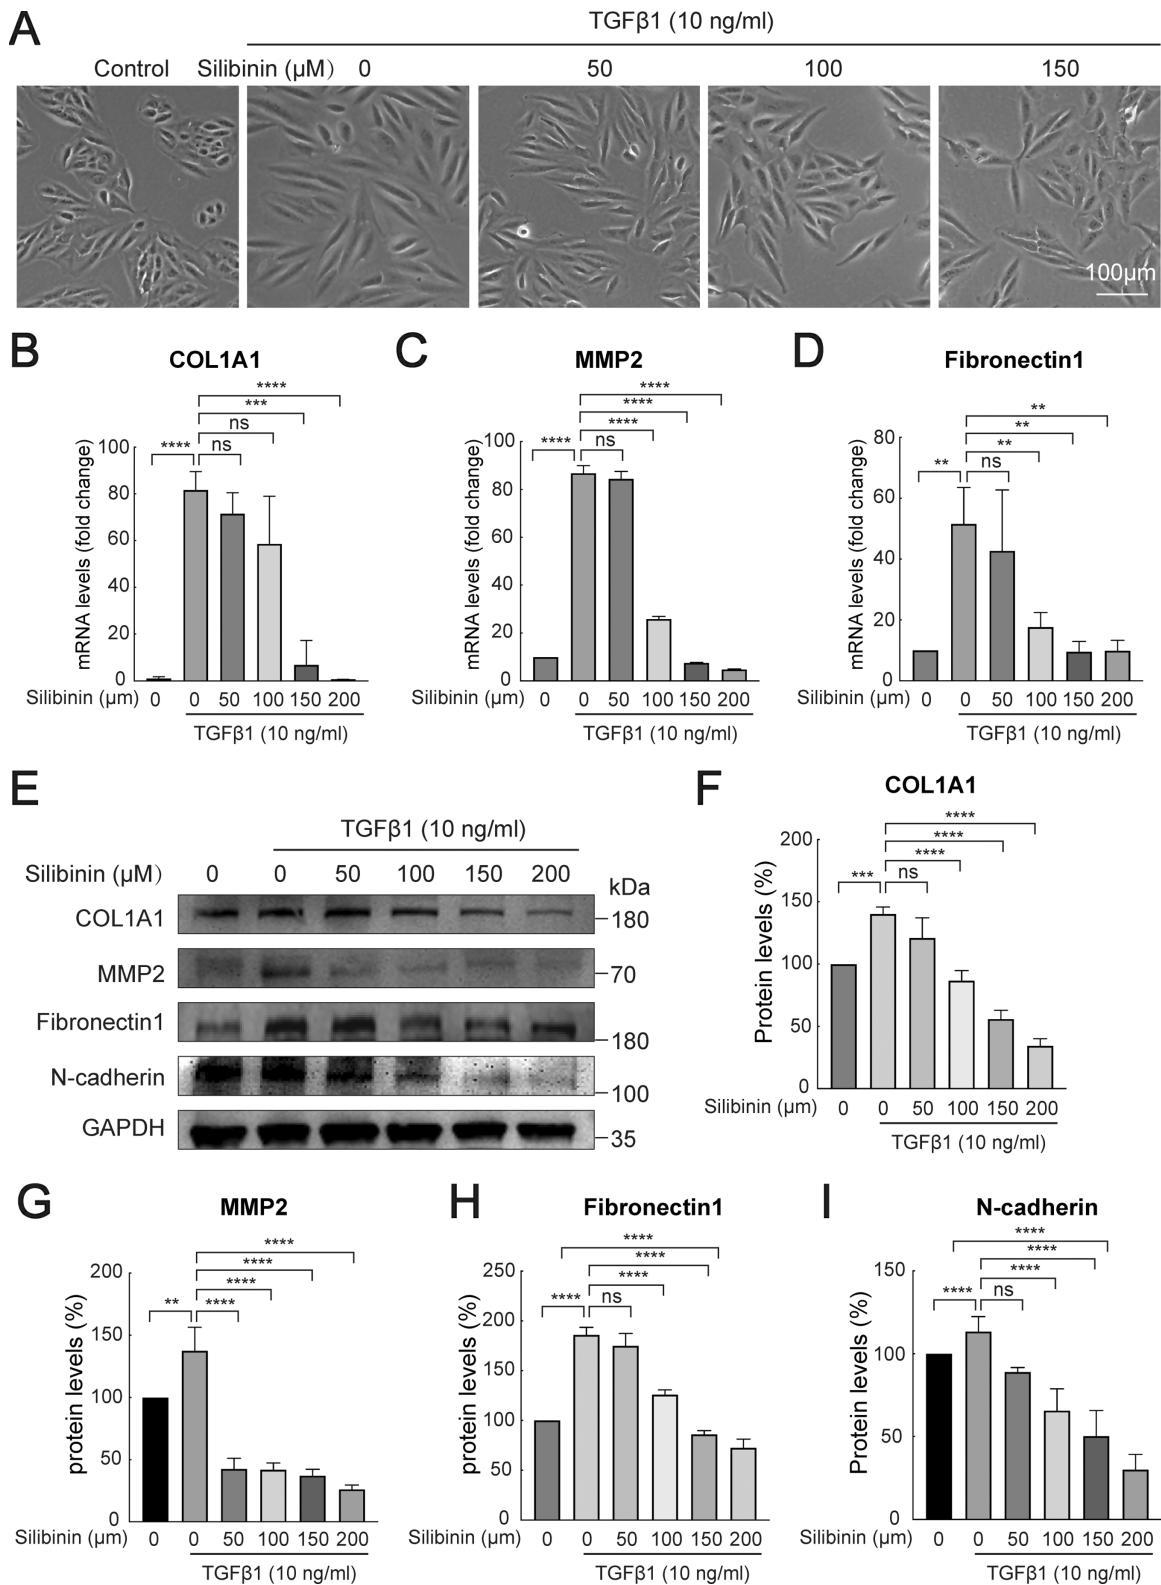 A
TGFβ1 (10 ng/ml)
Control Silibinin (μM) 0 50 100 150
100μm
B
COL1A1
****
***
ns
**** ns
mRNA levels (fold change)
100
80
60
40
20
0
Silibinin (μm) 0 0 50 100 150 200
TGFβ1 (10 ng/ml)
C
MMP2
****
****
****
**** ns
mRNA levels (fold change)
100
80
60
40
20
0
0 0 50 100 150 200
Silibinin (μm)
TGFβ1 (10 ng/ml)
D
Fibronectin1
**
**
**
** ns
mRNA levels (fold change)
80
60
40
20
0
Silibinin (μm) 0 0 50 100 150 200
TGFβ1 (10 ng/ml)
E
TGFβ1 (10 ng/ml)
Silibinin (μM) 0 0 50 100 150 200
kDa
COL1A1 180
MMP2 70
Fibronectin1 180
N-cadherin 100
GAPDH 35
F
COL1A1
****
****
****
*** ns
Protein levels (%)
200
150
100
50
0
Silibinin (μm) 0 0 50 100 150 200
TGFβ1 (10 ng/ml)
G
MMP2
****
****
****
** ****
protein levels (%)
200
150
100
50
0
Silibinin (μm) 0 0 50 100 150 200
TGFβ1 (10 ng/ml)
H
Fibronectin1
****
****
****
**** ns
protein levels (%)
250
200
150
100
50
0
Silibinin (μm) 0 0 50 100 150 200
TGFβ1 (10 ng/ml)
I
N-cadherin
****
****
****
**** ns
Protein levels (%)
150
100
50
0
Silibinin (μm) 0 0 50 100 150 200
TGFβ1 (10 ng/ml)